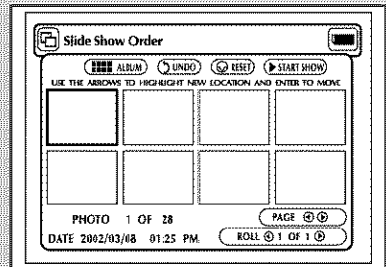 Slide Show Order
ALBUM UNDO RESET START SHOW
USE THE ARROWS TO HIGHLIGHT NEW LOCATION AND ENTER TO MOVE
PHOTO 1 OF 28 PAGE
DATE 2002/03/08 01:25 PM ROLL 1 OF 1